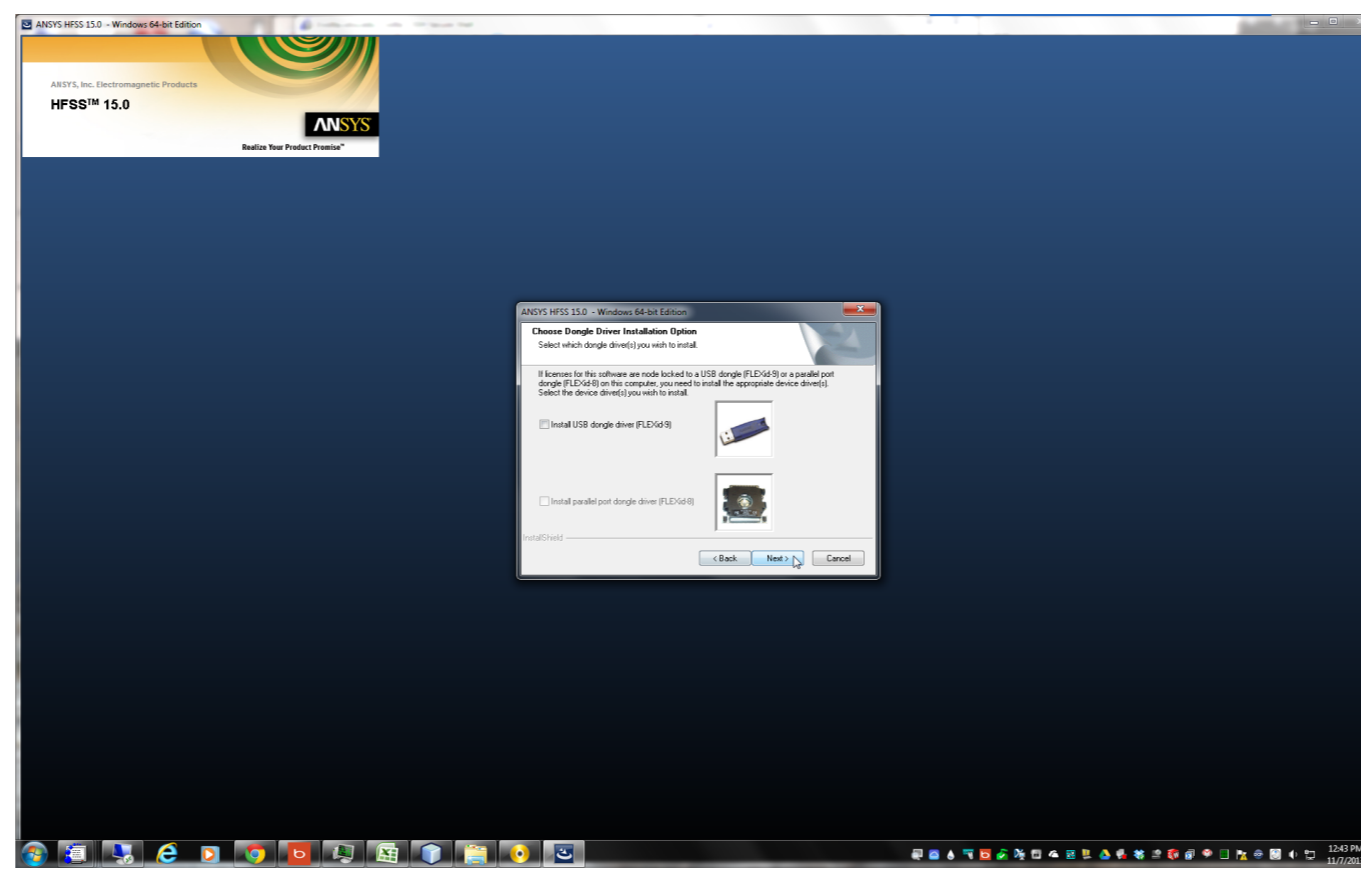 ANSYS HFSS 15.0 - Windows 64-bit Edition
ANSYS, Inc. Electromagnetic Products
HFSS™ 15.0
ANSYS
Realize Your Product Promise™
ANSYS HFSS 15.0 - Windows 64-bit Edition
Choose Dongle Driver Installation Option
Select which dongle driver(s) you wish to install.
If licenses for this software are node locked to a USB dongle (FLEXid-9) or a parallel port
dongle (FLEXid-8) on this computer, you need to install the appropriate device driver(s).
Select the device driver(s) you wish to install.
Install USB dongle driver (FLEXid-9)
Install parallel port dongle driver (FLEXid-8)
InstallShield
< Back
Next >
Cancel
12:43 PM
11/7/201